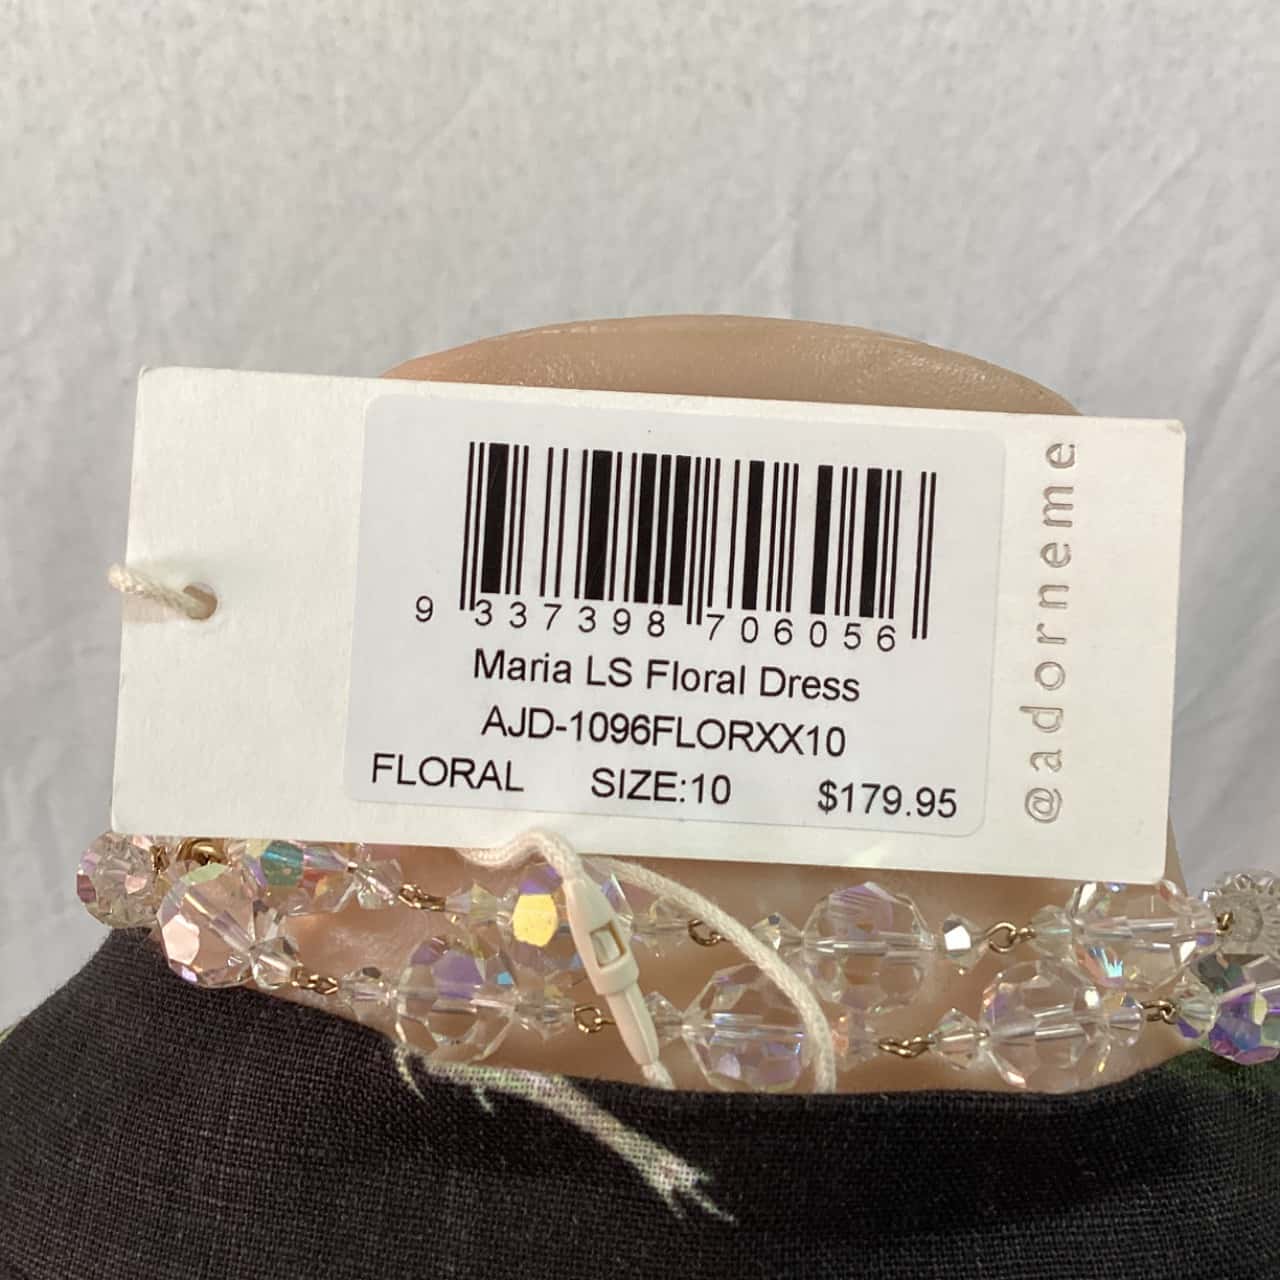 9 337398 706056
Maria LS Floral Dress
AJD-1096FLORXX10
FLORAL SIZE:10 $179.95
@adorneme